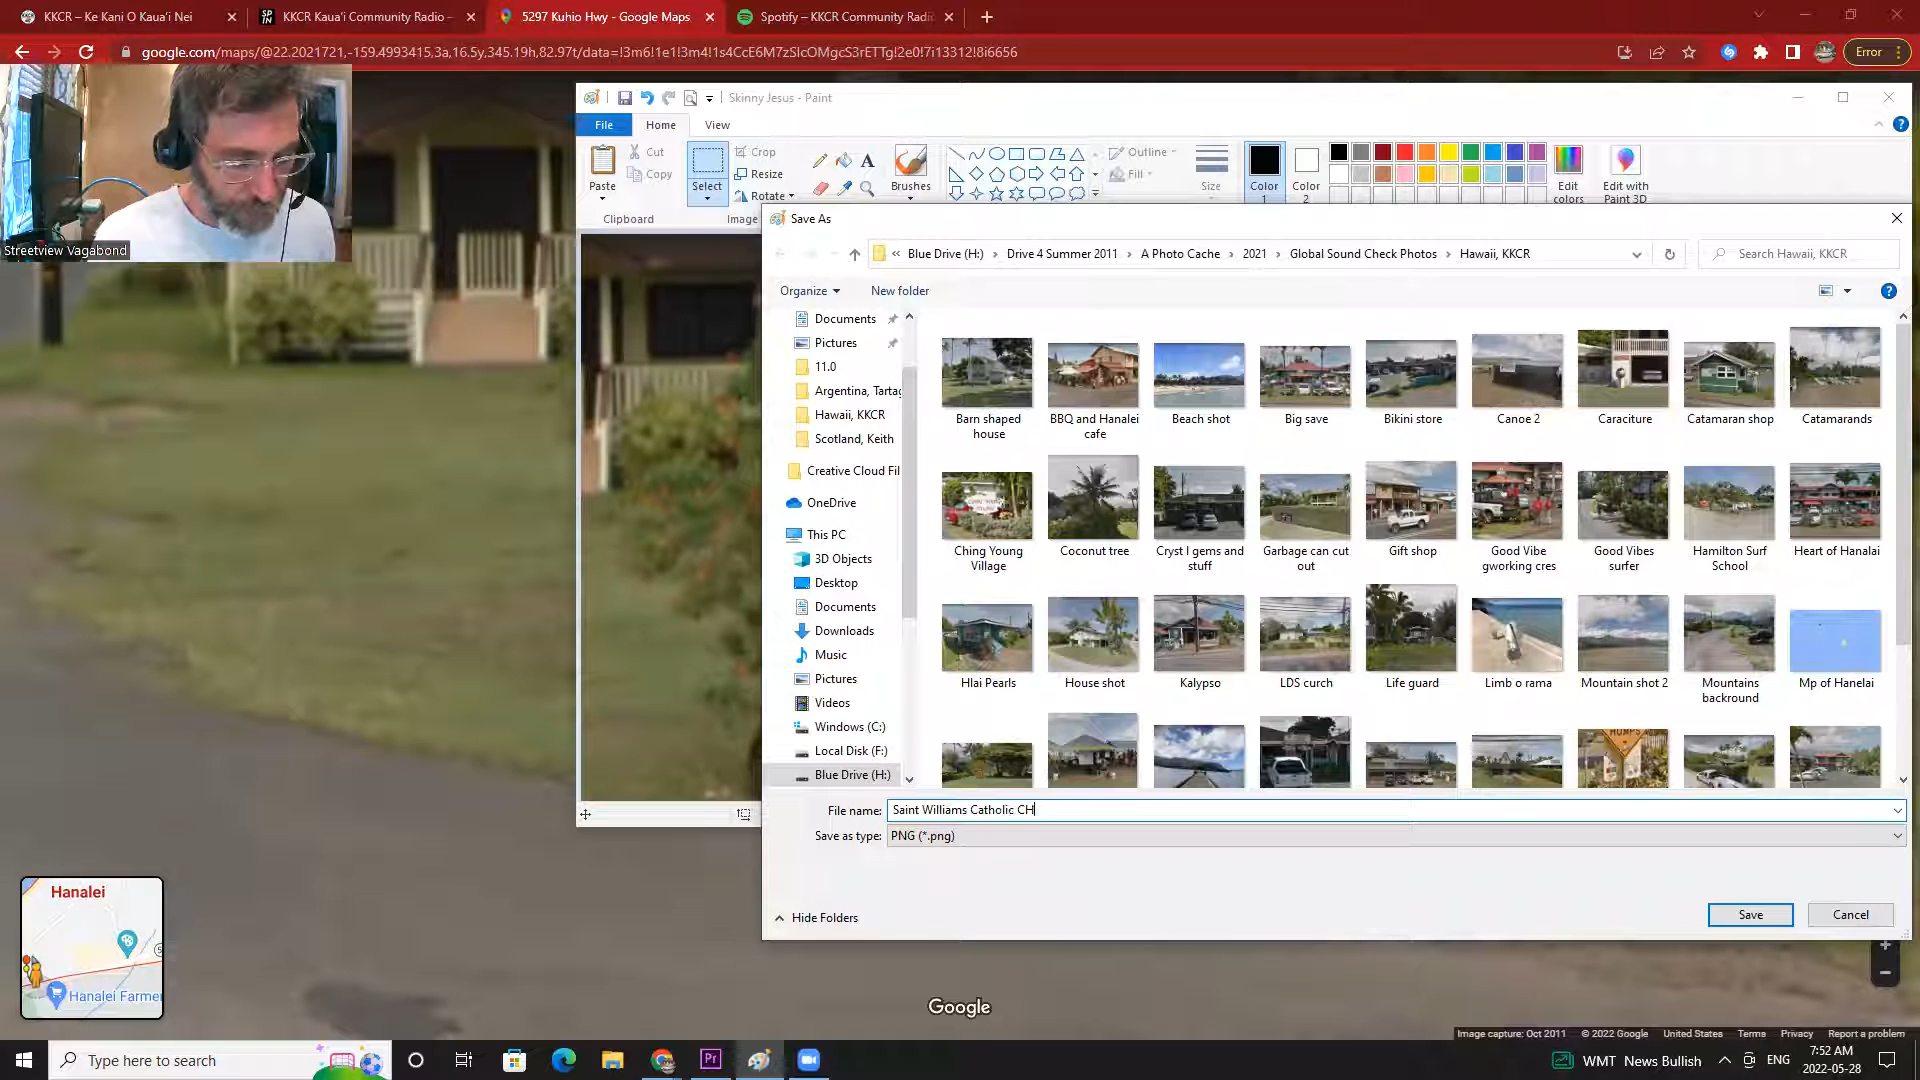 KKCR – Ke Kani O Kaua'i Nei
SP IN
KKCR Kaua'i Community Radio –
5297 Kuhio Hwy - Google Maps
Spotify – KKCR Community Radi
google.com/maps/@22.2021721,-159.4993415,3a,16.5y,345.19h,82.97t/data=!3m6!1e1!3m4!1s4CcE6M7zSlcOMgcS3rETTg!2e0!7i13312!8i6656
Error
Streetview Vagabond
Skinny Jesus - Paint
File
Home
View
Paste
Cut
Copy
Clipboard
Select
Crop
Resize
Rotate
Image
Brushes
Outline
Fill
Size
Color 1
Color 2
Edit colors
Edit with Paint 3D
Save As
« Blue Drive (H:) › Drive 4 Summer 2011 › A Photo Cache › 2021 › Global Sound Check Photos › Hawaii, KKCR
Search Hawaii, KKCR
Organize
New folder
Documents
Pictures
11.0
Argentina, Tartag
Hawaii, KKCR
Scotland, Keith
Creative Cloud Fil
OneDrive
This PC
3D Objects
Desktop
Documents
Downloads
Music
Pictures
Videos
Windows (C:)
Local Disk (F:)
Blue Drive (H:)
Barn shaped house
BBQ and Hanalei cafe
Beach shot
Big save
Bikini store
Canoe 2
Caraciture
Catamaran shop
Catamarands
Ching Young Village
Coconut tree
Cryst l gems and stuff
Garbage can cut out
Gift shop
Good Vibe gworking cres
Good Vibes surfer
Hamilton Surf School
Heart of Hanalai
Hlai Pearls
House shot
Kalypso
LDS curch
Life guard
Limb o rama
Mountain shot 2
Mountains backround
Mp of Hanelai
HUMPS
File name: Saint Williams Catholic CH
Save as type: PNG (*.png)
Hide Folders
Save
Cancel
Hanalei
Hanalei Farmer
Google
Image capture: Oct 2011 © 2022 Google United States Terms Privacy Report a problem
Type here to search
Pr
WMT News Bullish
ENG
7:52 AM
2022-05-28